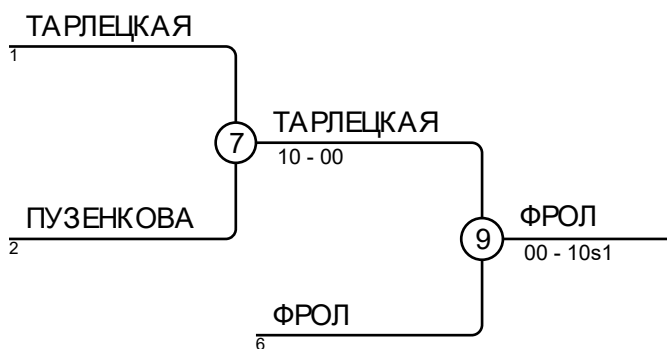 ТАРЛЕЦКАЯ
1
7
ТАРЛЕЦКАЯ
10 - 00
ПУЗЕНКОВА
2
9
ФРОЛ
00 - 10s1
ФРОЛ
6